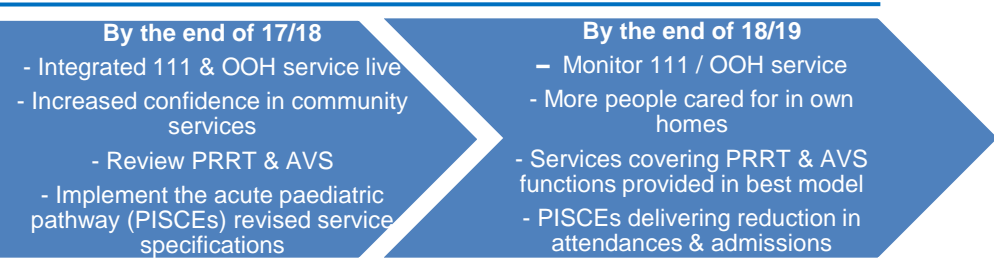 By the end of 17/18
- Integrated 111 & OOH service live
- Increased confidence in community
services
- Review PRRT & AVS
- Implement the acute paediatric
pathway (PISCEs) revised service
specifications
By the end of 18/19
– Monitor 111 / OOH service
- More people cared for in own
homes
- Services covering PRRT & AVS
functions provided in best model
- PISCEs delivering reduction in
attendances & admissions